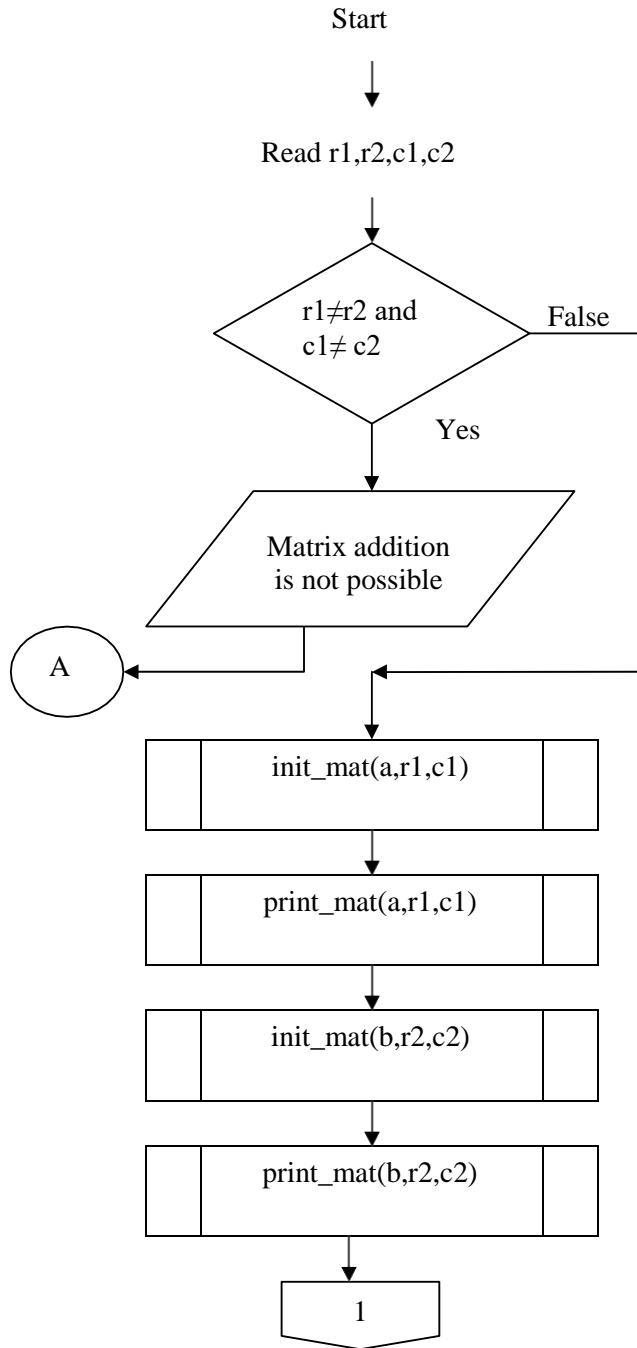 Start
Read r1,r2,c1,c2
r1≠r2 and
c1≠ c2
False
Yes
Matrix addition
is not possible
A
init_mat(a,r1,c1)
print_mat(a,r1,c1)
init_mat(b,r2,c2)
print_mat(b,r2,c2)
1